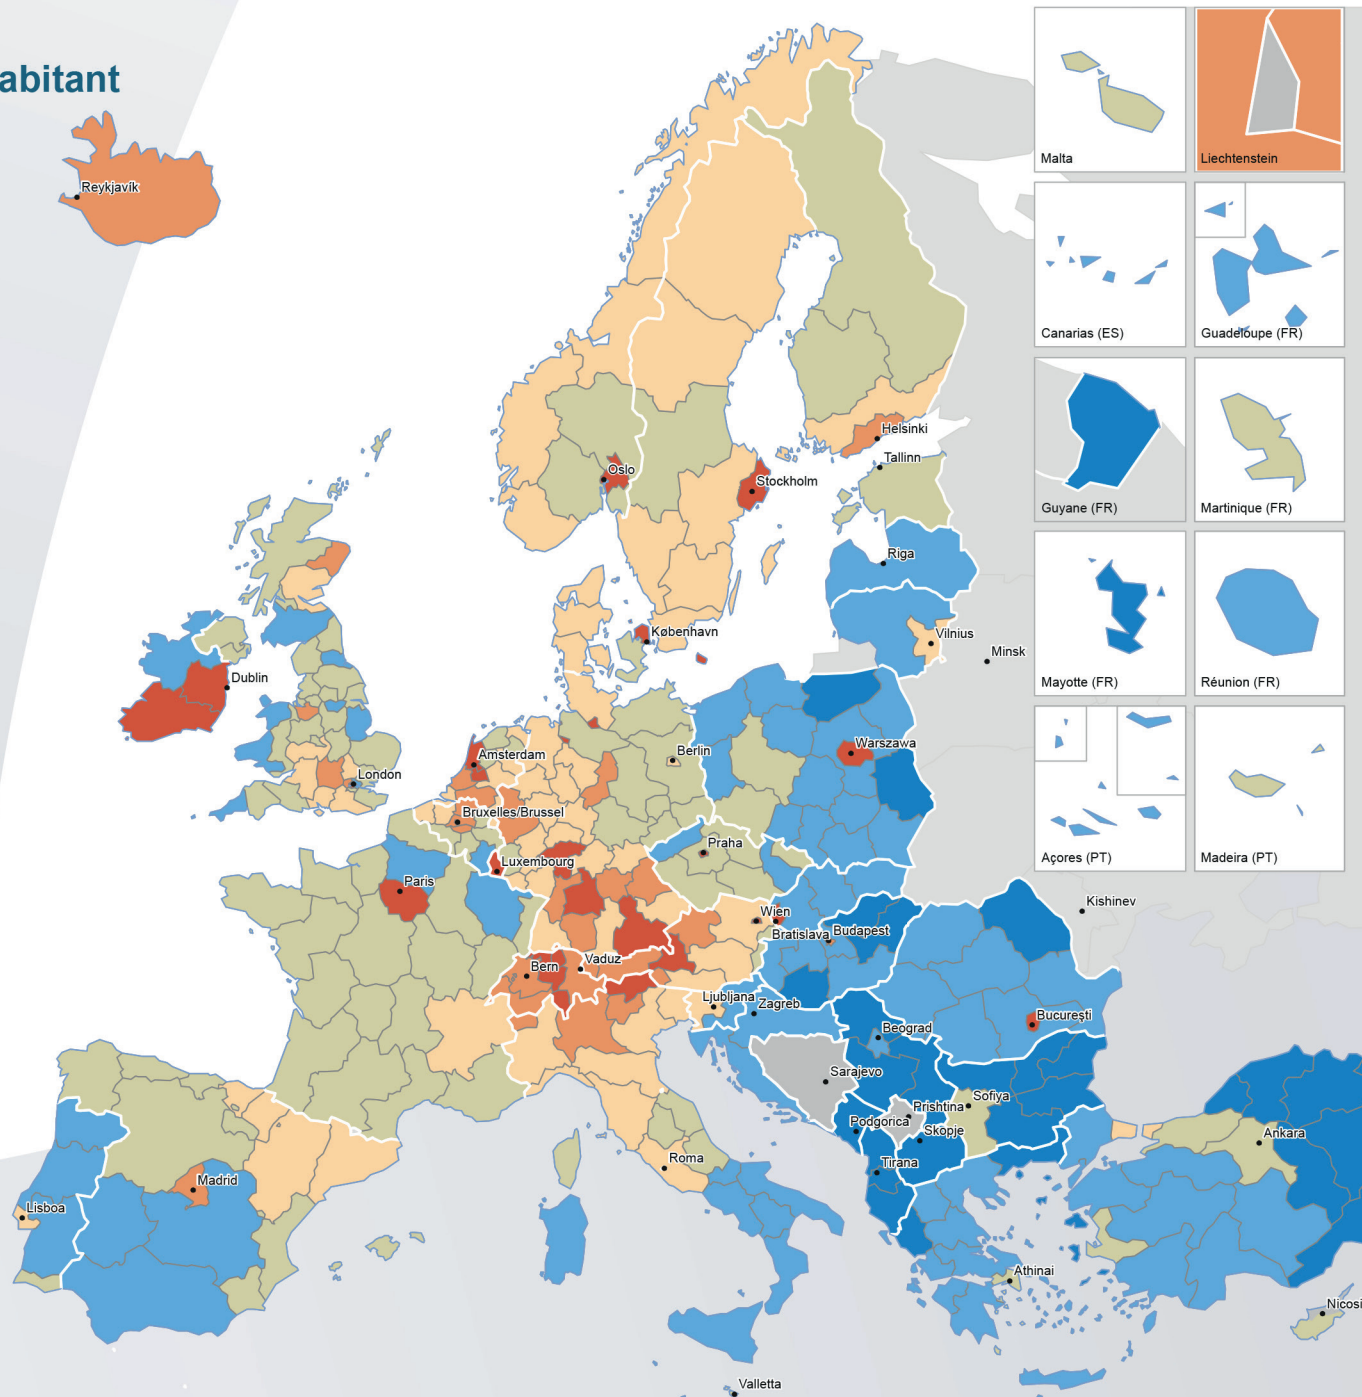 abitant
Reykjavík
Malta
Liechtenstein
Canarias (ES)
Guadeloupe (FR)
Guyane (FR)
Martinique (FR)
Mayotte (FR)
Réunion (FR)
Açores (PT)
Madeira (PT)
Helsinki
Tallinn
Oslo
Stockholm
Riga
København
Vilnius
Minsk
Dublin
Amsterdam
Berlin
Warszawa
London
Bruxelles/Brussel
Praha
Luxembourg
Paris
Kishinev
Wien
Bratislava
Budapest
Bern
Vaduz
Ljubljana
Zagreb
București
Beograd
Sarajevo
Prishtina
Sofiya
Podgorica
Skopje
Ankara
Roma
Tirana
Madrid
Lisboa
Athinai
Nicosi
Valletta